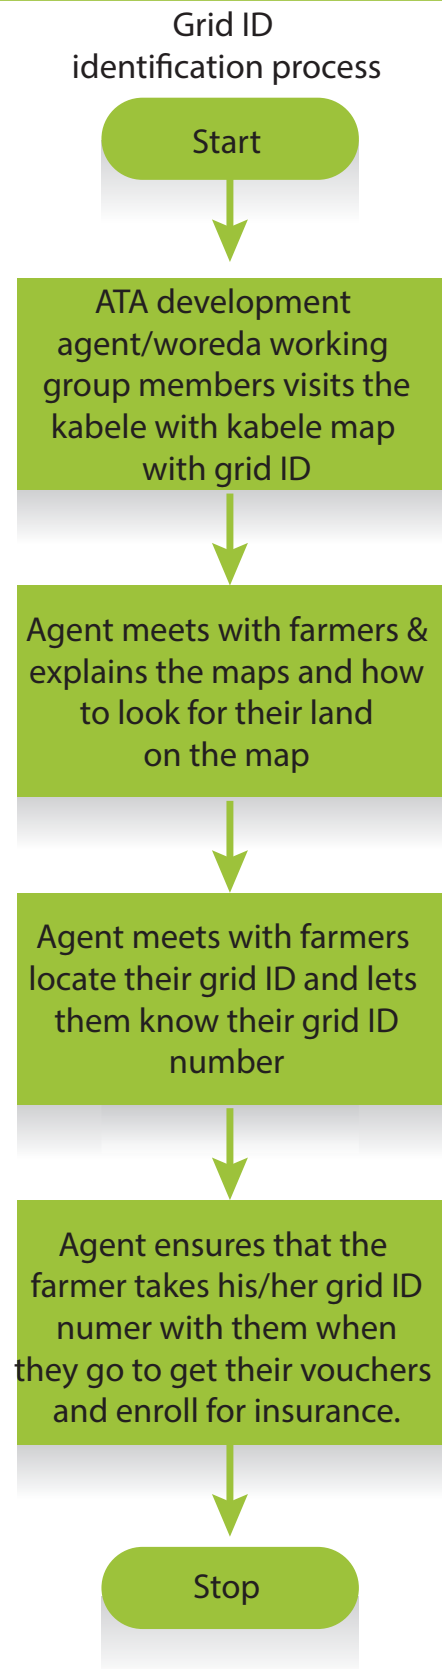 Grid ID
identification process
Start
ATA development
agent/woreda working
group members visits the
kabele with kabele map
with grid ID
Agent meets with farmers &
explains the maps and how
to look for their land
on the map
Agent meets with farmers
locate their grid ID and lets
them know their grid ID
number
Agent ensures that the
farmer takes his/her grid ID
numer with them when
they go to get their vouchers
and enroll for insurance.
Stop